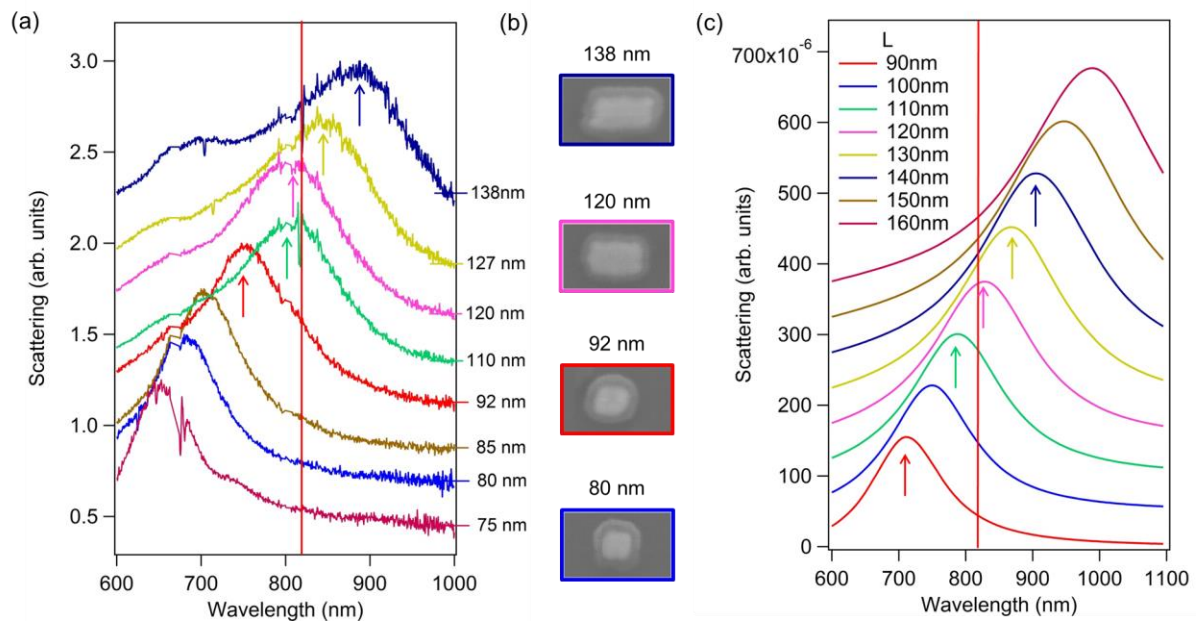 (a)
Scattering (arb. units)
3.0
2.5
2.0
1.5
1.0
0.5
138nm
127 nm
120 nm
110 nm
92 nm
85 nm
80 nm
75 nm
600
700
800
900
1000
Wavelength (nm)
(b)
138 nm
120 nm
92 nm
80 nm
(c)
Scattering (arb. units)
700x10-6
600
500
400
300
200
100
0
L
90nm
100nm
110nm
120nm
130nm
140nm
150nm
160nm
600
700
800
900
1000
1100
Wavelength (nm)